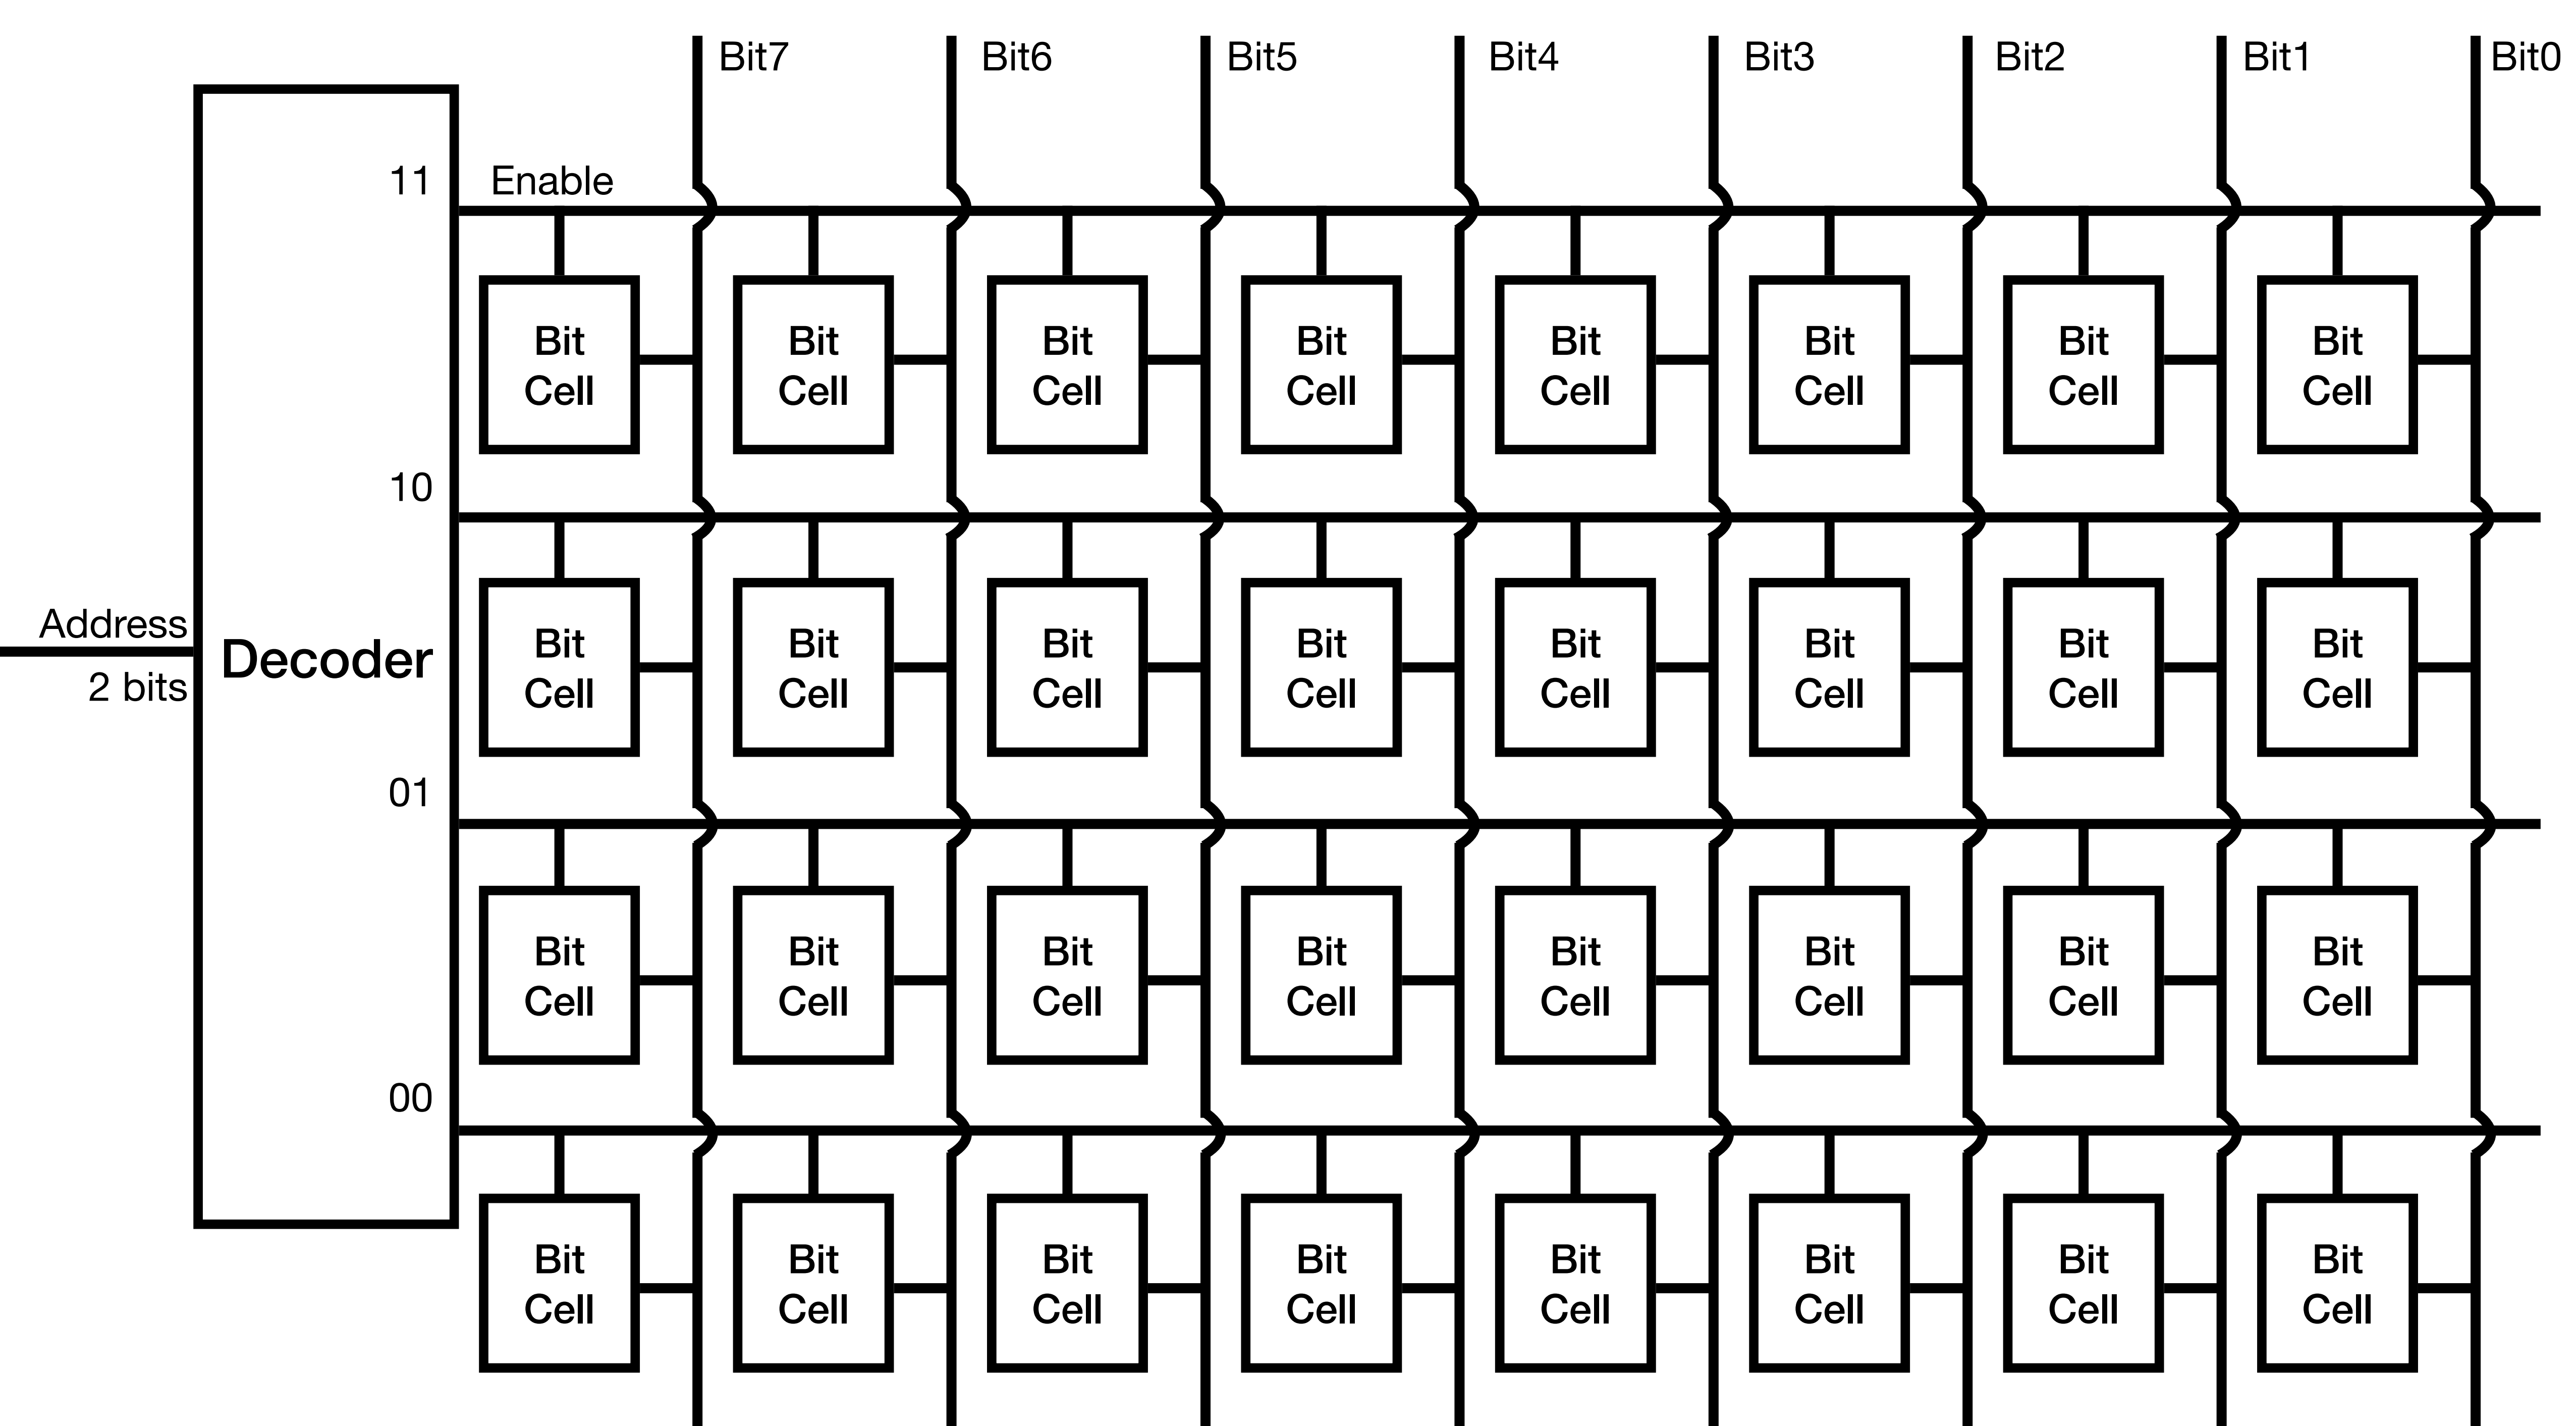 Bit7 Bit6 Bit5 Bit4 Bit3 Bit2 Bit1 Bit0
11 Enable
Bit Bit Bit Bit Bit Bit Bit Bit
Cell Cell Cell Cell Cell Cell Cell Cell
10
Address
Decoder
2 bits
Bit Bit Bit Bit Bit Bit Bit Bit
Cell Cell Cell Cell Cell Cell Cell Cell
01
Bit Bit Bit Bit Bit Bit Bit Bit
Cell Cell Cell Cell Cell Cell Cell Cell
00
Bit Bit Bit Bit Bit Bit Bit Bit
Cell Cell Cell Cell Cell Cell Cell Cell